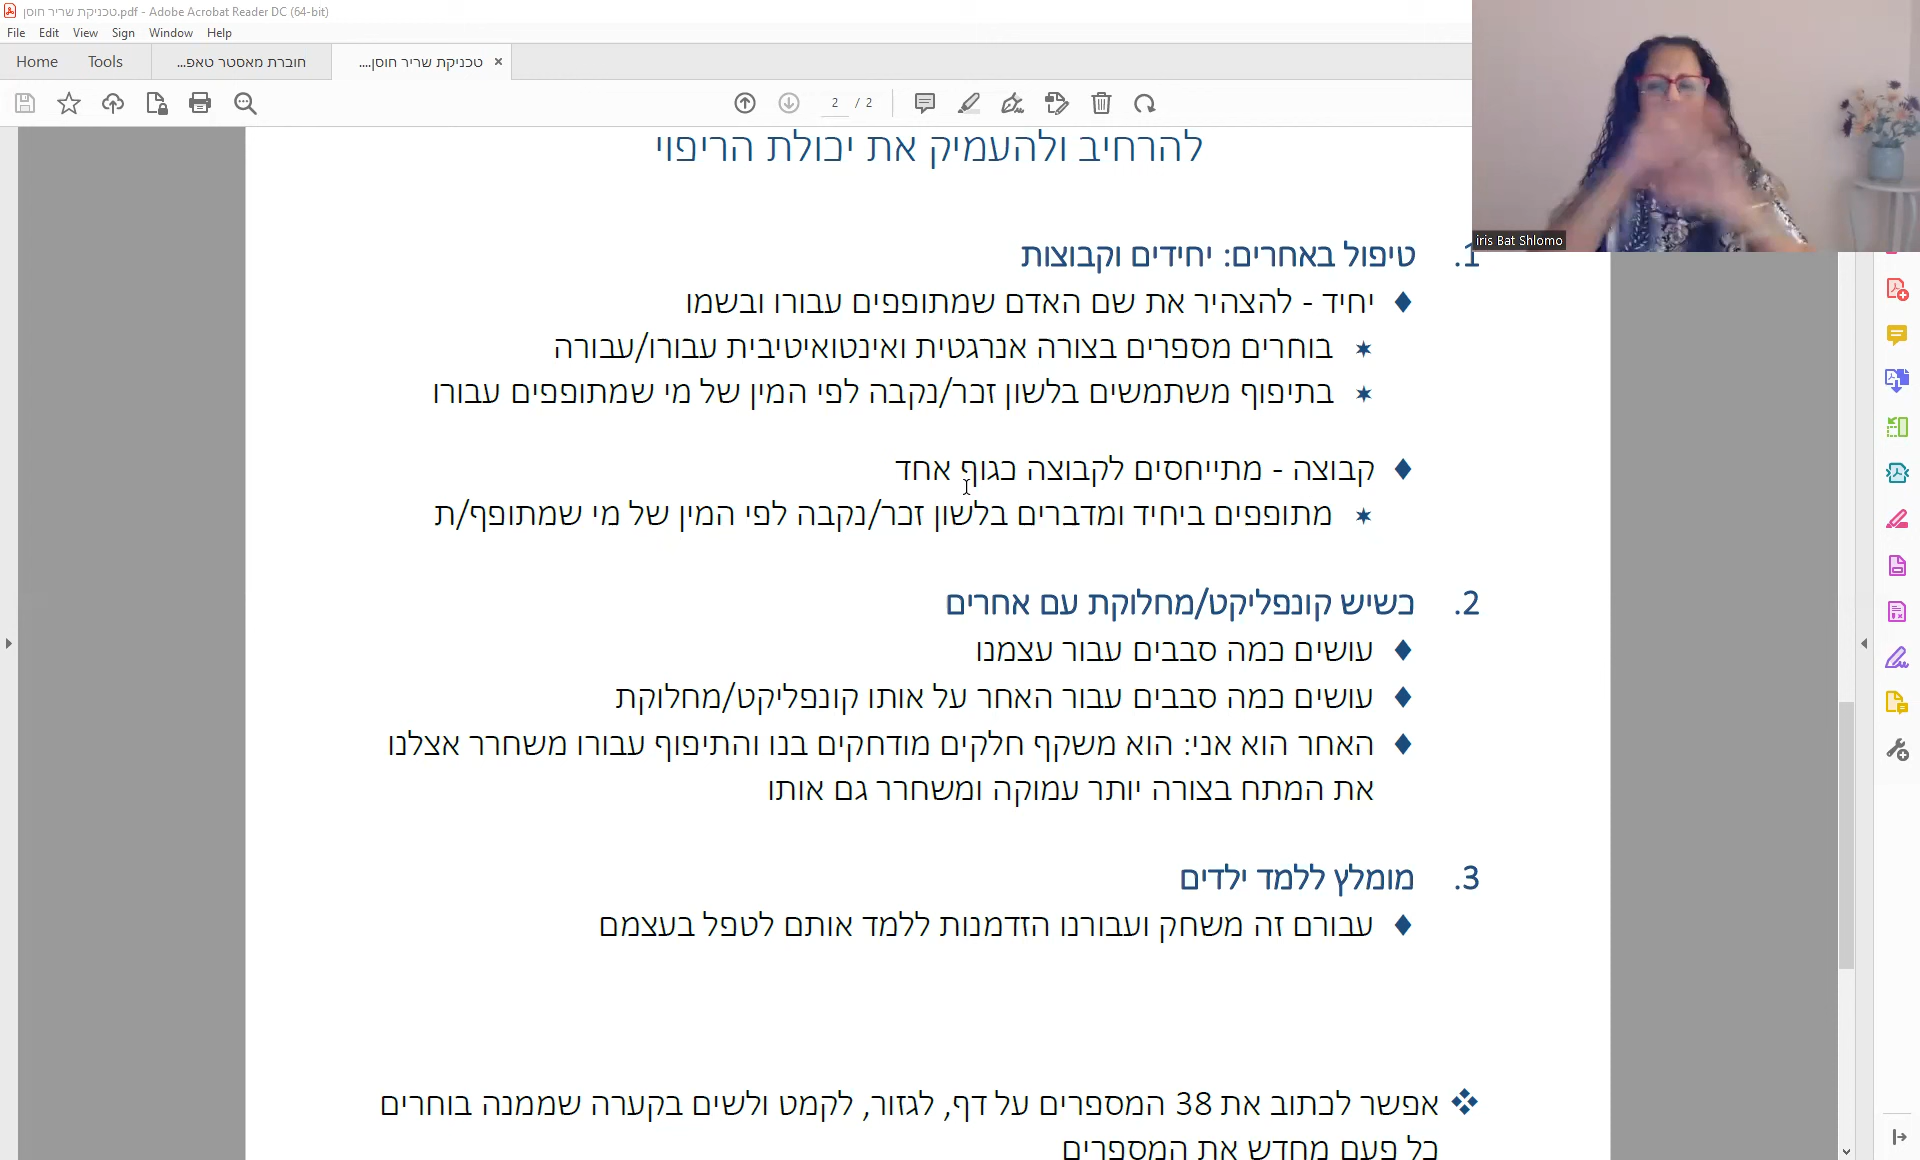 טכניקת שריר חוסן.pdf - Adobe Acrobat Reader DC (64-bit)
File Edit View Sign Window Help
Home Tools חוברת מאסטר טאפ... טכניקת שריר חוסן....
2 / 2
iris Bat Shlomo
להרחיב ולהעמיק את יכולת הריפוי
1. טיפול באחרים: יחידים וקבוצות
יחיד - להצהיר את שם האדם שמתופפים עבורו ובשמו
בוחרים מספרים בצורה אנרגטית ואינטואיטיבית עבורו/עבורה
בתיפוף משתמשים בלשון זכר/נקבה לפי המין של מי שמתופפים עבורו
קבוצה - מתייחסים לקבוצה כגוף אחד
מתופפים ביחיד ומדברים בלשון זכר/נקבה לפי המין של מי שמתופף/ת
2. כשיש קונפליקט/מחלוקת עם אחרים
עושים כמה סבבים עבור עצמנו
עושים כמה סבבים עבור האחר על אותו קונפליקט/מחלוקת
האחר הוא אני: הוא משקף חלקים מודחקים בנו והתיפוף עבורו משחרר אצלנו
את המתח בצורה יותר עמוקה ומשחרר גם אותו
3. מומלץ ללמד ילדים
עבורם זה משחק ועבורנו הזדמנות ללמד אותם לטפל בעצמם
אפשר לכתוב את 38 המספרים על דף, לגזור, לקמט ולשים בקערה שממנה בוחרים
כל פעם מחדש את המספרים